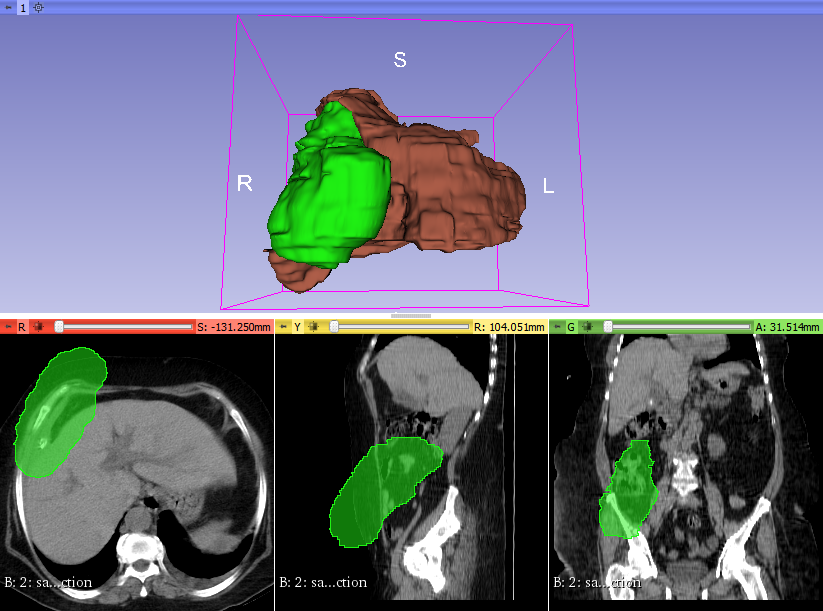 1
S
R
L
R S: -131.250mm
Y R: 104.051mm
G A: 31.514mm
B: 2: sa...ction
B: 2: sa...ction
B: 2: sa...ction